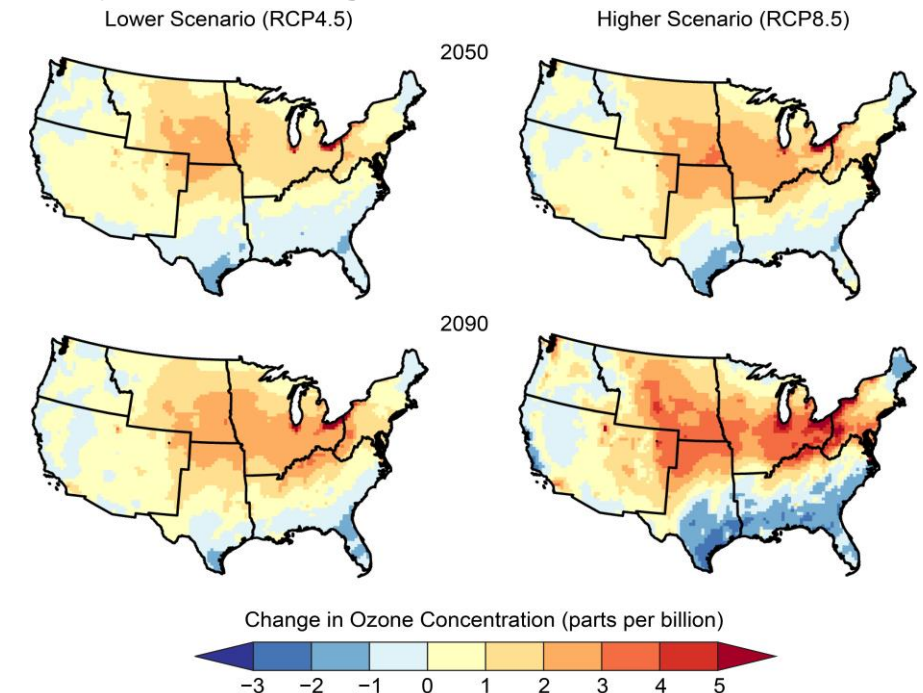 Lower Scenario (RCP4.5)
Higher Scenario (RCP8.5)
2050
2090
Change in Ozone Concentration (parts per billion)
−3 −2 −1 0 1 2 3 4 5